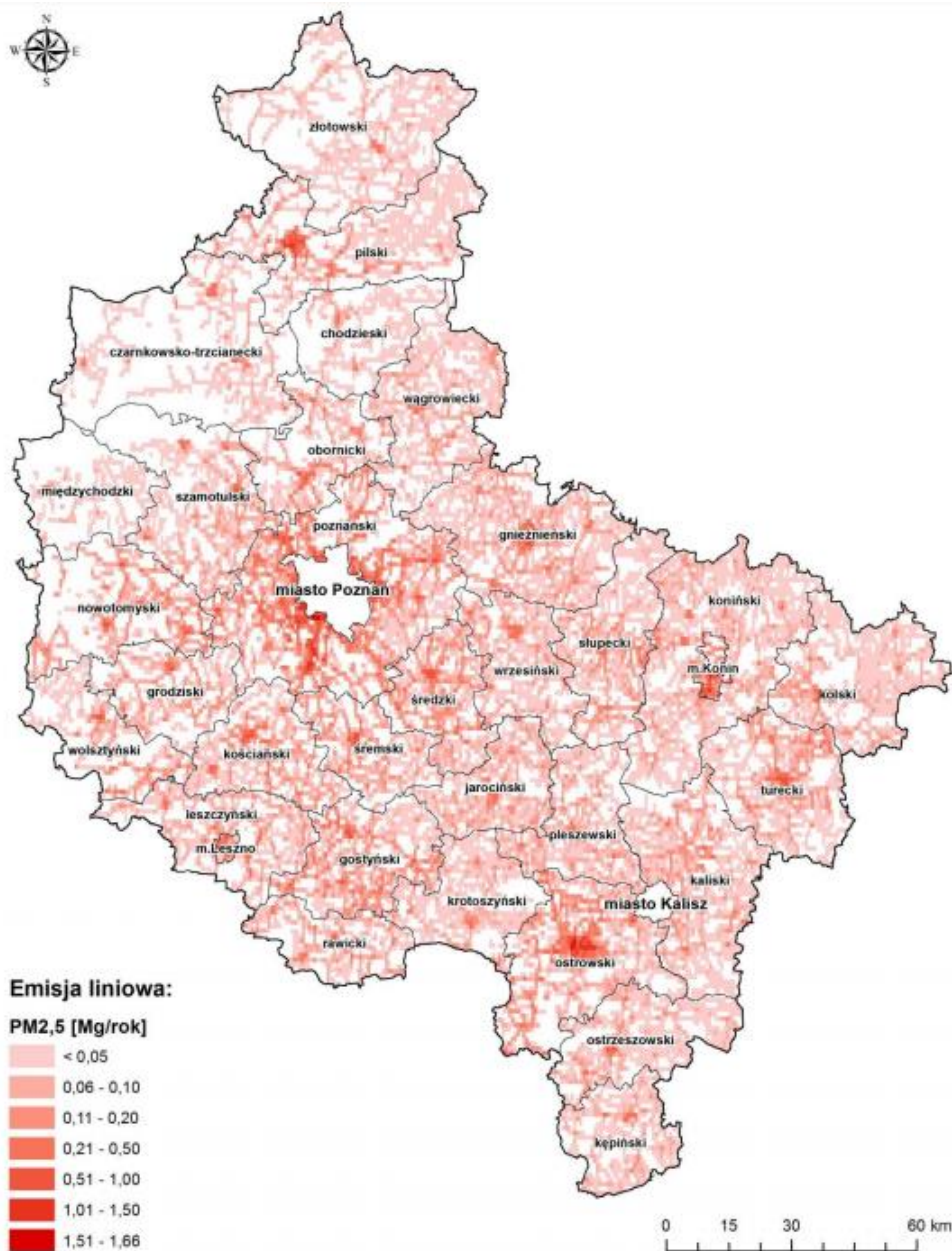 N
W E
S
złotowski
pilski
chodzieski
czarnkowsko-trzcianecki
wągrowiecki
obornicki
międzychodzki
szamotulski
poznański
gnieźnieński
miasto Poznań
nowotomyski
koniński
słupecki
wrzesiński
m.Konin
kolski
grodziski
średzki
wolsztyński
kościański
śremski
jarociński
turecki
leszczyński
m.Leszno
pleszewski
gostyński
kaliski
krotoszyński
miasto Kalisz
rawicki
ostrowski
ostrzeszowski
kępiński
Emisja liniowa:
PM2,5 [Mg/rok]
< 0,05
0,06 - 0,10
0,11 - 0,20
0,21 - 0,50
0,51 - 1,00
1,01 - 1,50
1,51 - 1,66
0 15 30 60 km